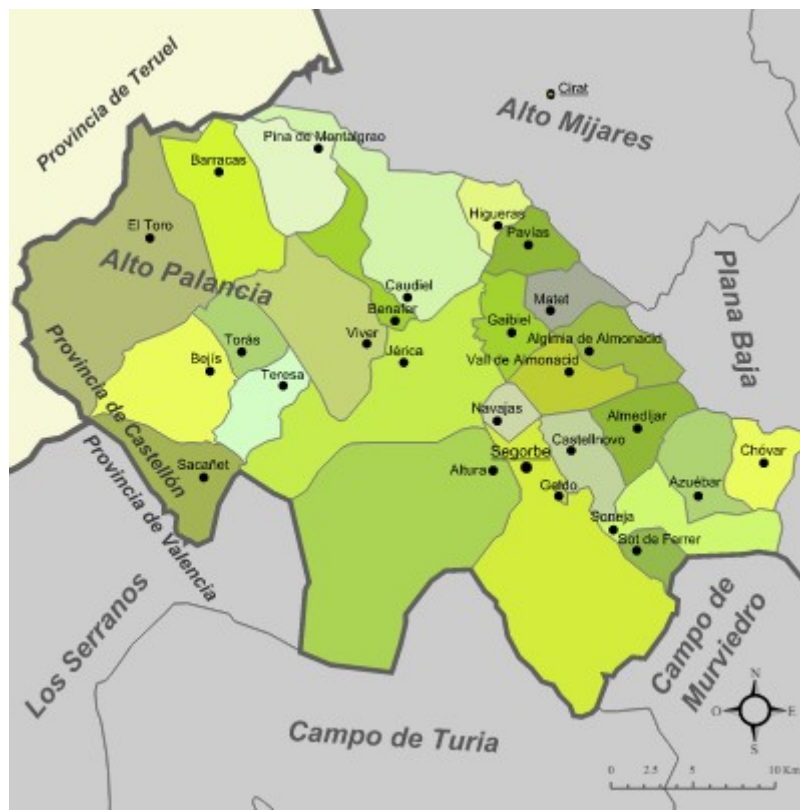 Provincia de Teruel
Cirat
Alto Mijares
Pina de Montalgrao
Barracas
Higueras
El Toro
Pavías
Alto Palancia
Plana Baja
Caudiel
Matet
Benafer
Gaibiel
Torás
Viver
Algimia de Almonacid
Jérica
Vall de Almonacid
Bejís
Teresa
Provincia de Castellón
Navajas
Almedíjar
Castellnovo
Segorbe
Chóvar
Sacañet
Altura
Azuébar
Geldo
Provincia de Valencia
Soneja
Sot de Ferrer
Los Serranos
Campo de
Murviedro
N
O
E
S
Campo de Turia
0 2.5 5 10 Km